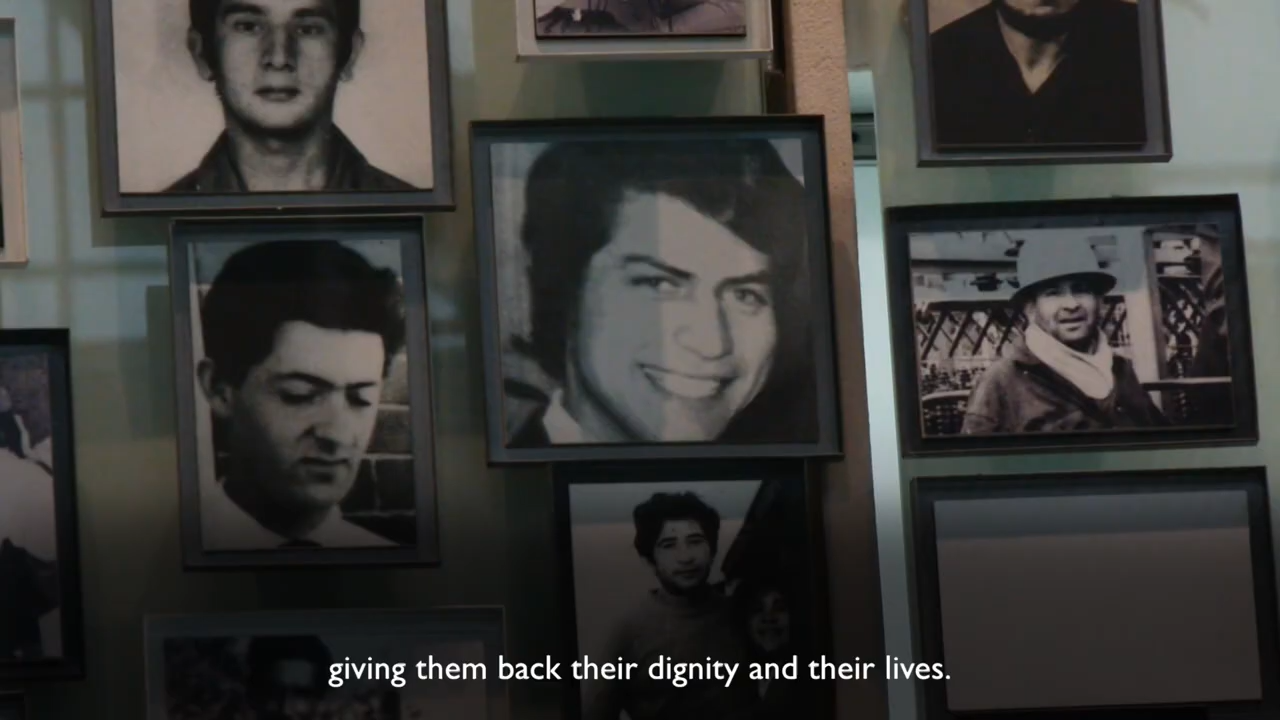 giving them back their dignity and their lives.